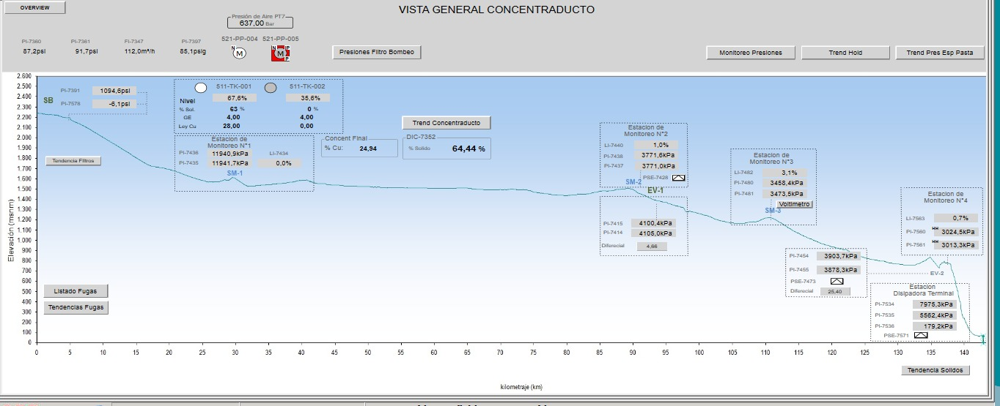 OVERVIEW
VISTA GENERAL CONCENTRADUCTO
Presión de Aire PT7
637,00 Bar
PI-7360
PI-7361
FI-7347
PI-7397
521-PP-004
521-PP-005
87,2psi
91,7psi
112,0m³/h
85,1psig
N
M
N
P
M
P
Presiones Filtro Bombeo
Monitoreo Presiones
Trend Hold
Trend Pres Esp Pasta
Elevación (msnm)
2.600
2.500
2.400
2.300
2.200
2.100
2.000
1.900
1.800
1.700
1.600
1.500
1.400
1.300
1.200
1.100
1.000
900
800
700
600
500
400
300
200
100
0
SB
PI-7391 1094,6psi
PI-7578 -6,1psi
511-TK-001
511-TK-002
Nivel 67,6% 35,6%
% Sol. 63 % 0 %
GE 4,00 4,00
Ley Cu 28,00 0,00
Estacion de
Monitoreo N°1
PI-7436 11940,9kPa LI-7434
PI-7435 11941,7kPa 0,0%
SM-1
Tendencia Filtros
Concent Final
% Cu: 24,94
Trend Concentraducto
DIC-7352
% Solido 64,44 %
Estacion de
Monitoreo N°2
LI-7440 1,0%
PI-7438 3771,6kPa
PI-7437 3771,0kPa
PSE-7428
SM-2
EV-1
PI-7415 4100,4kPa
PI-7414 4105,0kPa
Diferecial 4,66
Estacion de
Monitoreo N°3
LI-7482 3,1%
PI-7480 3458,4kPa
PI-7481 3473,5kPa
Voltimetro
SM-3
Estacion de
Monitoreo N°4
LI-7563 0,7%
PI-7560 HH 3024,5kPa
PI-7561 HH 3013,3kPa
PI-7454 3903,7kPa
PI-7455 3878,3kPa
PSE-7473
Diferecial 25,40
EV-2
Estacion
Disipadora Terminal
PI-7534 7975,3kPa
PI-7535 5562,4kPa
PI-7536 179,2kPa
PSE-7571
Listado Fugas
Tendencias Fugas
0 5 10 15 20 25 30 35 40 45 50 55 60 65 70 75 80 85 90 95 100 105 110 115 120 125 130 135 140
Tendencia Solidos
kilometraje (km)